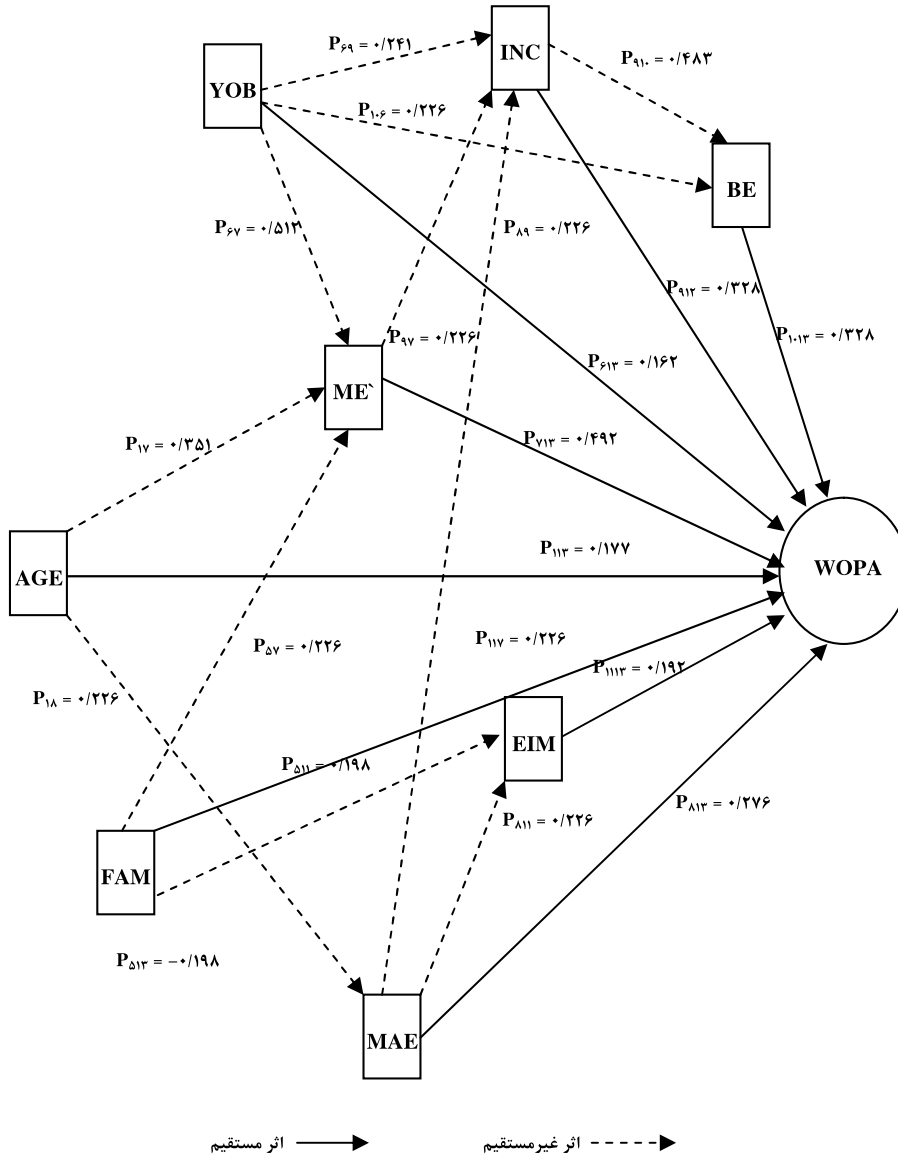 INC
P۶۹ = ۰/۲۴۱
YOB
P۹۱۰ = ۰/۴۸۳
P۱۰۶ = ۰/۲۲۶
BE
P۶۷ = ۰/۵۱۲
P۸۹ = ۰/۲۲۶
P۹۱۲ = ۰/۳۲۸
P۹۷ = ۰/۲۲۶
P۱۰۱۳ = ۰/۳۲۸
P۶۱۳ = ۰/۱۶۲
ME`
P۱۷ = ۰/۳۵۱
P۷۱۳ = ۰/۴۹۲
P۱۱۳ = ۰/۱۷۷
WOPA
AGE
P۵۷ = ۰/۲۲۶
P۱۱۷ = ۰/۲۲۶
P۱۱۱۳ = ۰/۱۹۲
P۱۸ = ۰/۲۲۶
EIM
P۵۱۱ = ۰/۱۹۸
P۸۱۳ = ۰/۲۷۶
P۸۱۱ = ۰/۲۲۶
FAM
P۵۱۳ = −۰/۱۹۸
MAE
اثر مستقیم
اثر غیرمستقیم